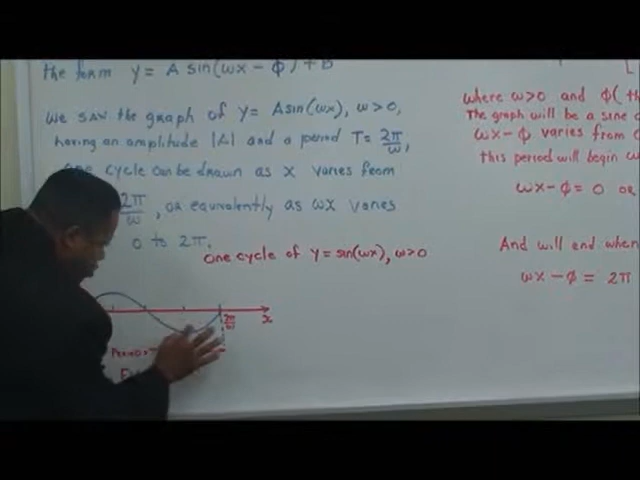 the form y = A sin(ωx - φ) + B
we saw the graph of y = Asin(ωx), ω>0,
having an amplitude |A| and a period T = 2π/ω,
one cycle can be drawn as x varies from
2π/ω, or equivalently as ωx varies
0 to 2π.
one cycle of y = sin(ωx), ω>0
2π/ω
x
PERIOD =
where ω>0 and φ(
The graph will be a sine
ωx-φ varies from
this period will begin
ωx-φ = 0 OR
And will end when
ωx-φ = 2π